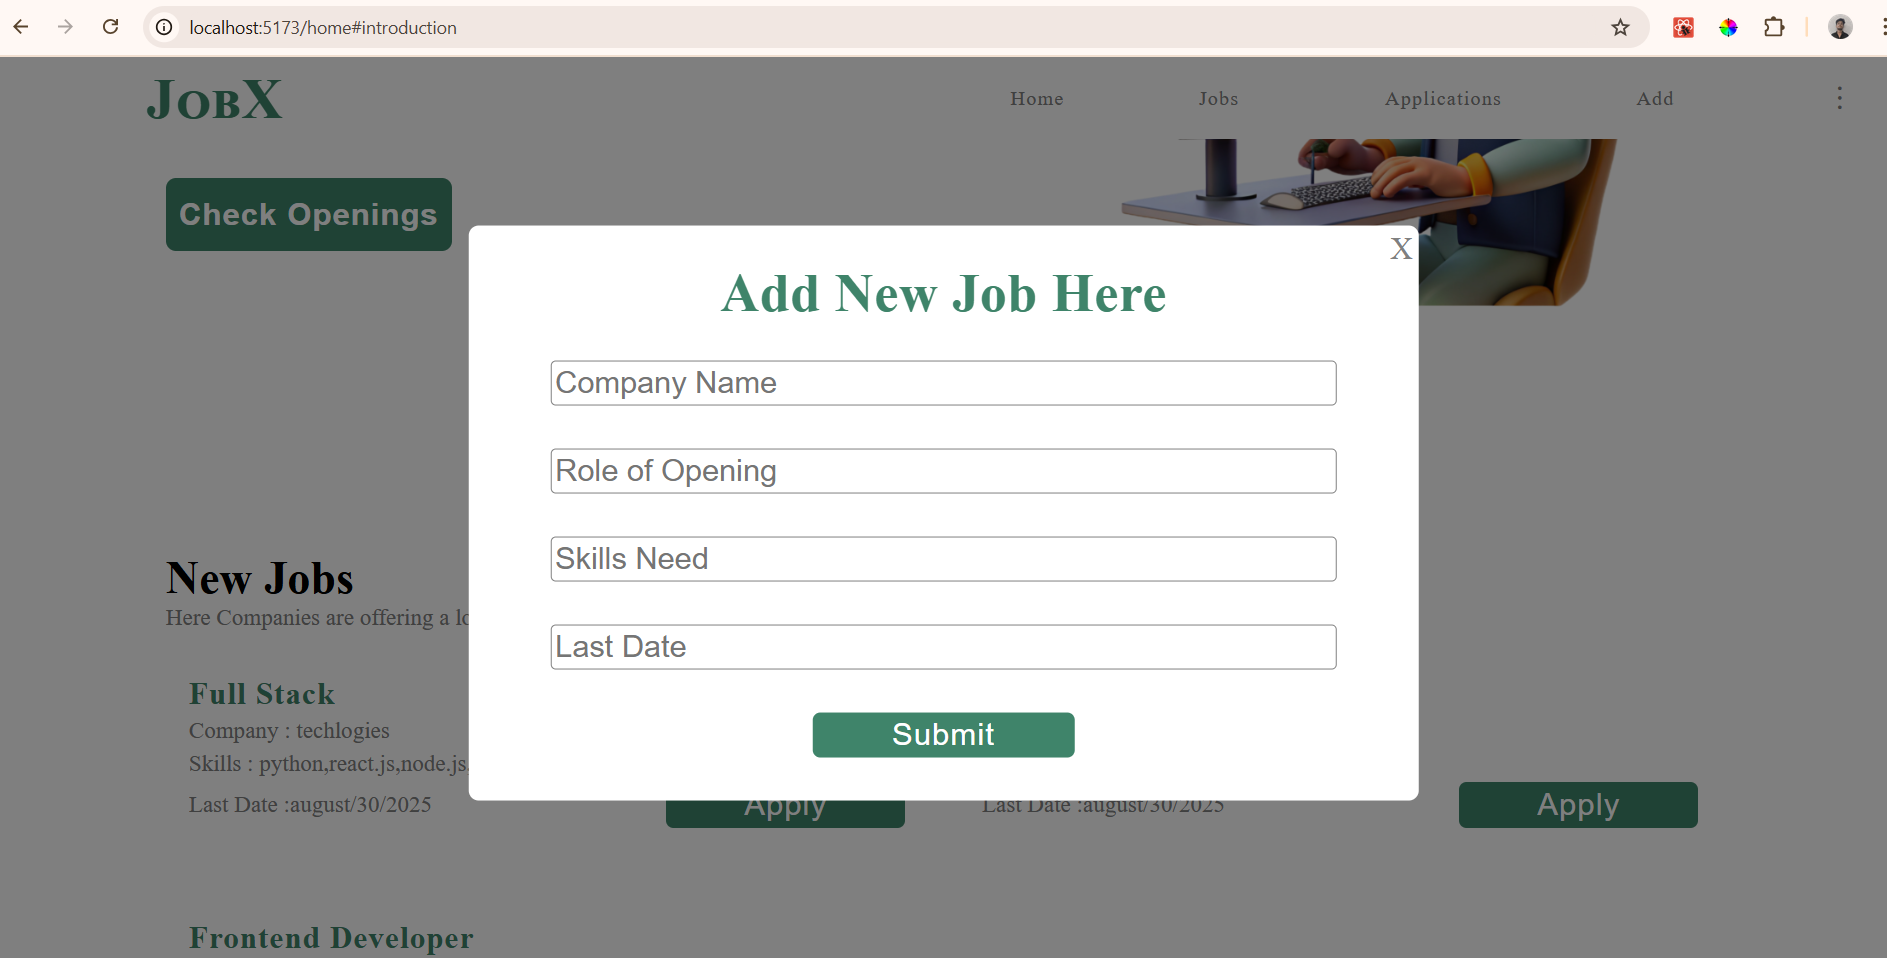 localhost:5173/home#introduction
JobX
Home Jobs Applications Add
Check Openings
X
Add New Job Here
Company Name
Role of Opening
Skills Need
Last Date
Submit
New Jobs
Here Companies are offering a
Full Stack
Company : techlogies
Skills : python,react.js,node.js
Last Date :august/30/2025
Apply
Last Date :august/30/2025
Apply
Frontend Developer